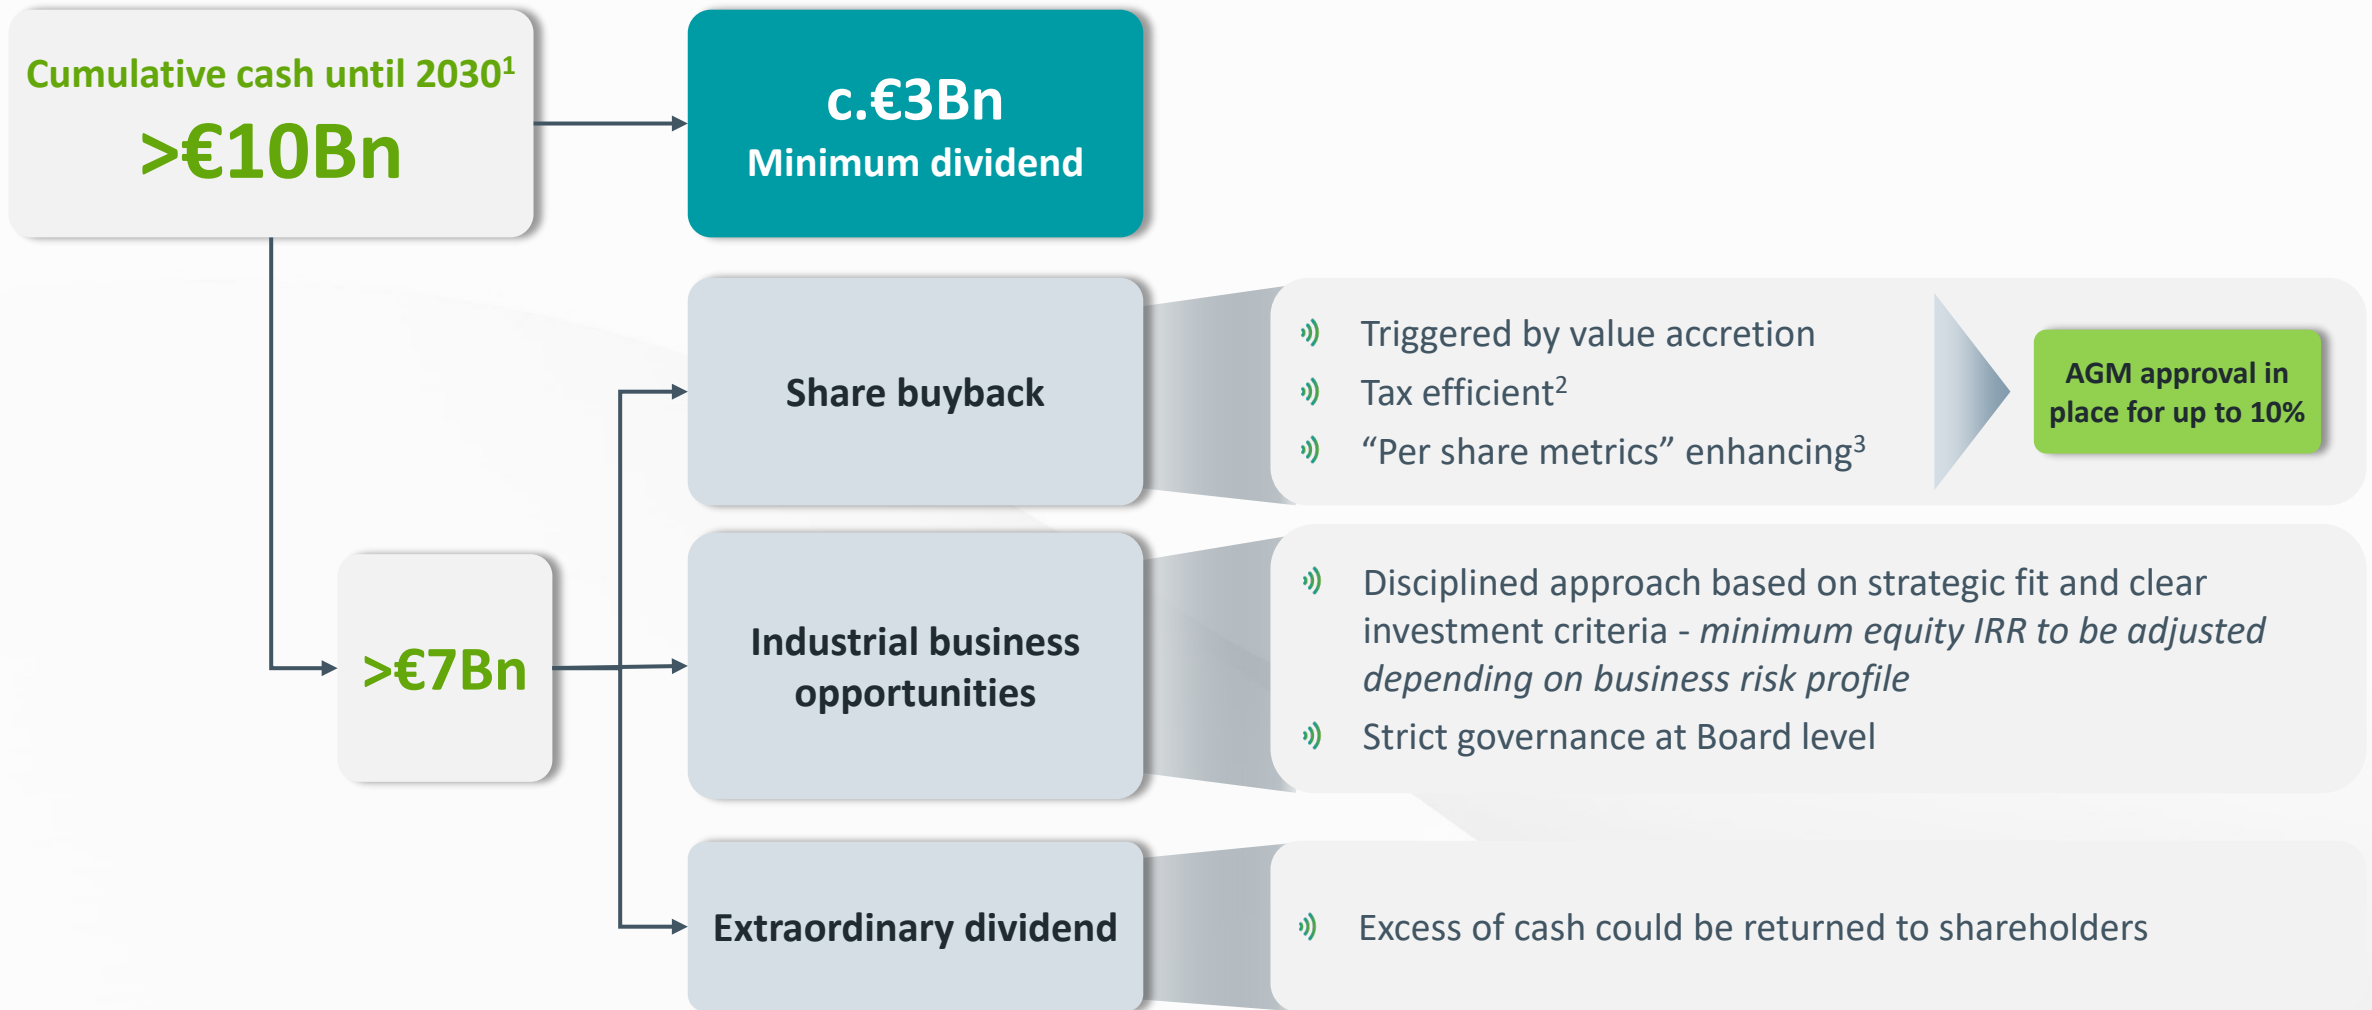 Cumulative cash until 2030¹
>€10Bn
c.€3Bn
Minimum dividend
Share buyback
Triggered by value accretion
Tax efficient²
“Per share metrics” enhancing³
AGM approval in
place for up to 10%
>€7Bn
Industrial business
opportunities
Disciplined approach based on strategic fit and clear
investment criteria - minimum equity IRR to be adjusted
depending on business risk profile
Strict governance at Board level
Extraordinary dividend
Excess of cash could be returned to shareholders